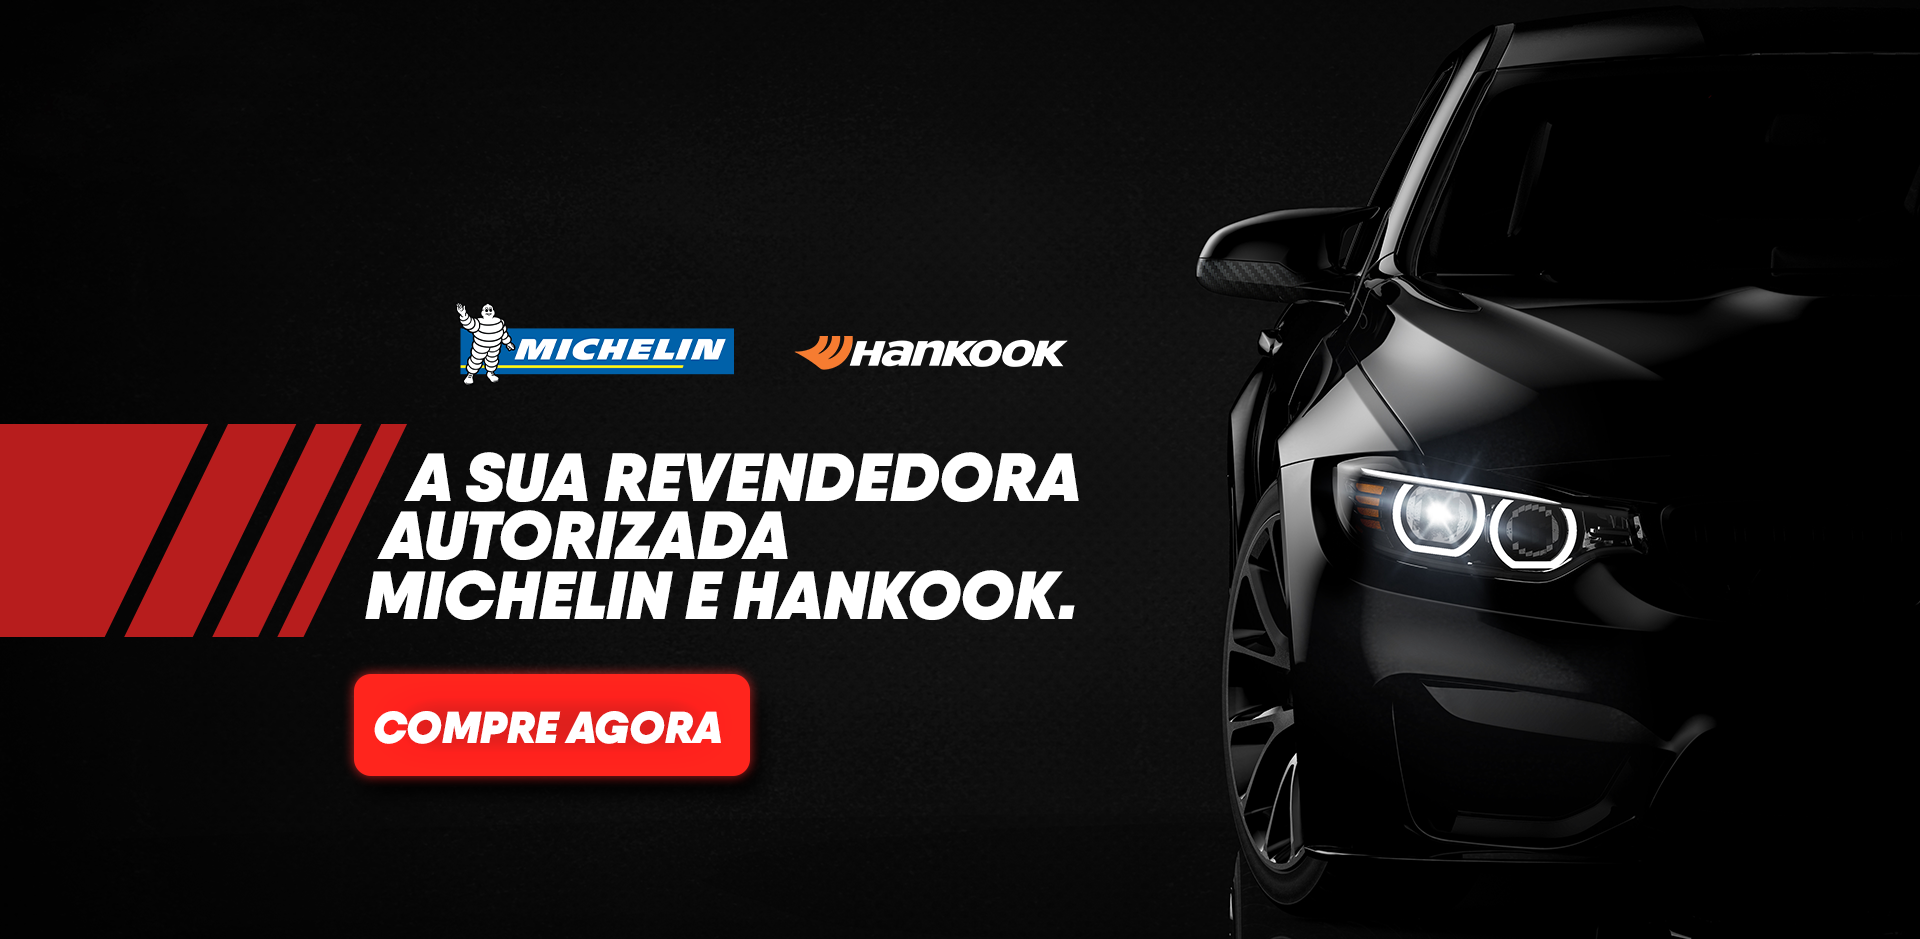 MICHELIN
HANKOOK
A SUA REVENDEDORA
AUTORIZADA
MICHELIN E HANKOOK.
COMPRE AGORA